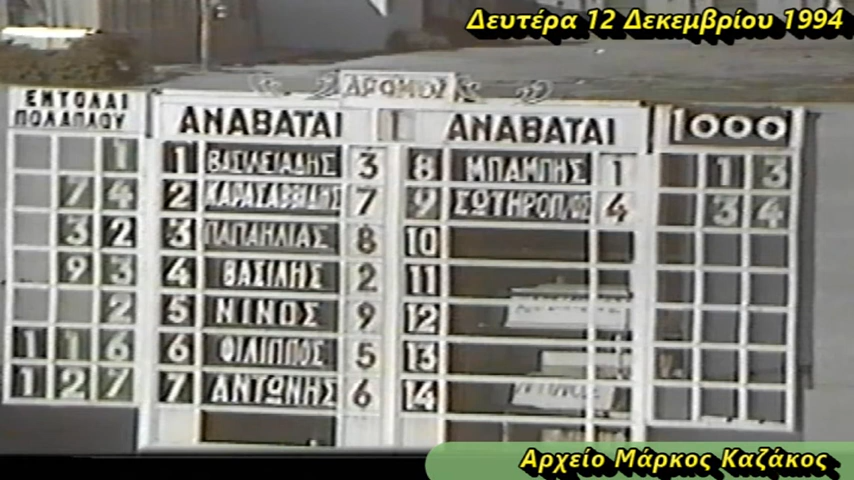 Δευτέρα 12 Δεκεμβρίου 1994
ΔΡΟΜΟΣ
ΕΝΤΟΛΑΙ ΠΟΛΑΠΛΟΥ
ΑΝΑΒΑΤΑΙ 1 ΑΝΑΒΑΤΑΙ 1000
1 1 ΒΑΣΙΛΕΙΑΔΗΣ 3 8 ΜΠΑΜΠΗΣ 1 1 3
7 4 2 ΚΑΡΑΣΑΒΒΙΔΗΣ 7 9 ΣΩΤΗΡΟΠΛΟΣ 4 3 4
3 2 3 ΠΑΠΑΗΛΙΑΣ 8 10
9 3 4 ΒΑΣΙΛΗΣ 2 11
2 5 ΝΙΝΟΣ 9 12
1 1 6 6 ΦΙΛΙΠΠΟΣ 5 13
1 2 7 7 ΑΝΤΩΝΗΣ 6 14
Αρχείο Μάρκος Καζάκος